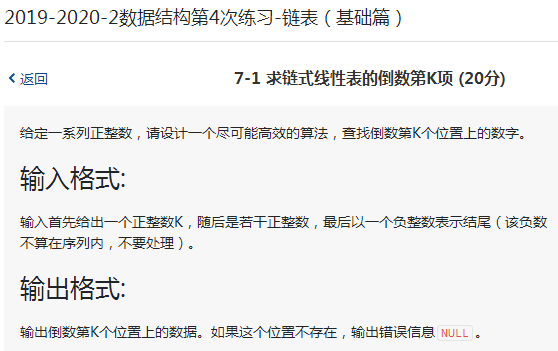 2019-2020-2数据结构第4次练习-链表（基础篇）
返回
7-1 求链式线性表的倒数第K项 (20分)
给定一系列正整数，请设计一个尽可能高效的算法，查找倒数第K个位置上的数字。
输入格式:
输入首先给出一个正整数K，随后是若干正整数，最后以一个负整数表示结尾（该负数
不算在序列内，不要处理）。
输出格式:
输出倒数第K个位置上的数据。如果这个位置不存在，输出错误信息NULL。